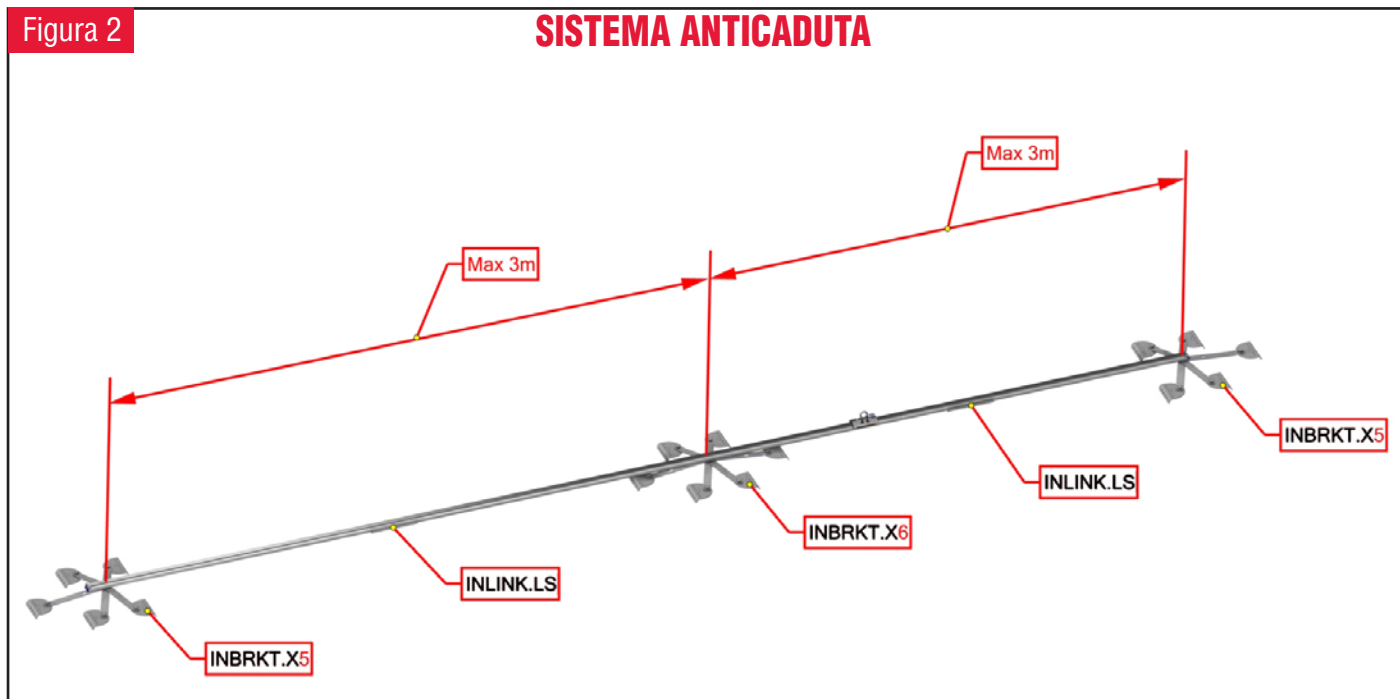 Figura 2
SISTEMA ANTICADUTA
Max 3m
Max 3m
INBRKT.X5
INLINK.LS
INBRKT.X6
INLINK.LS
INBRKT.X5